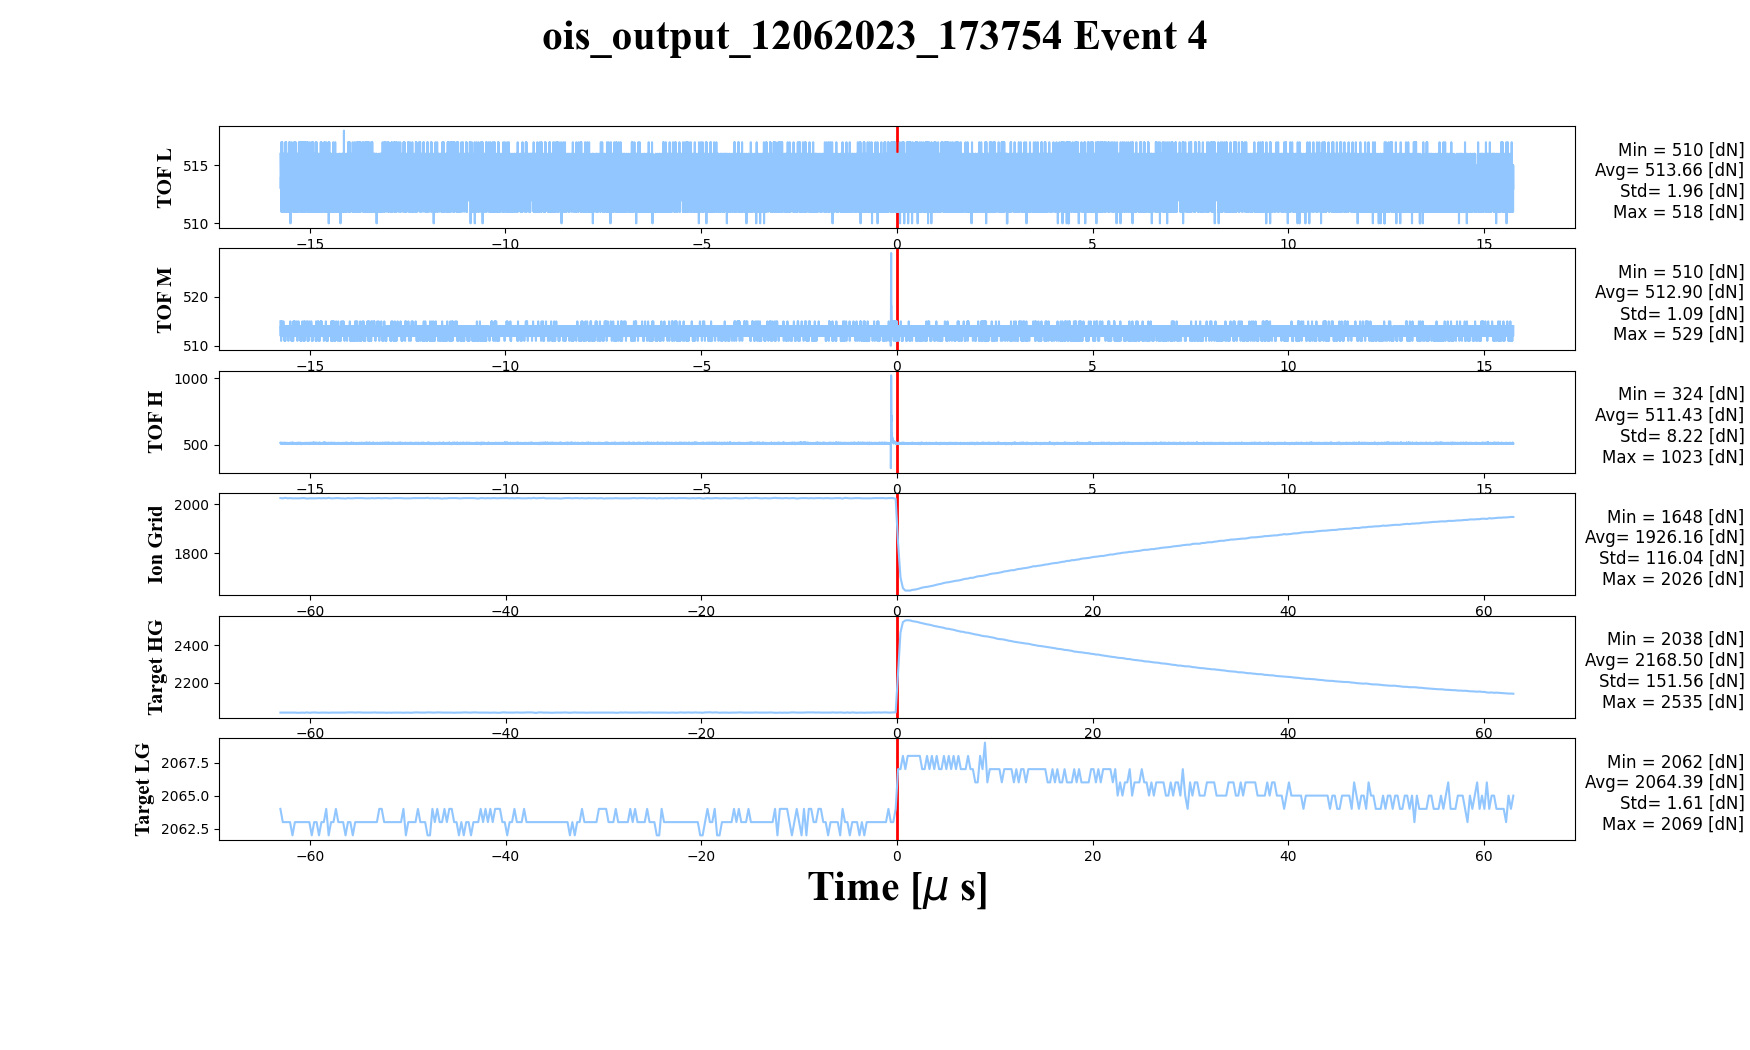 ois_output_12062023_173754 Event 4
TOF L
515
510
−15 −10 −5 0 5 10 15
Min = 510 [dN]
Avg= 513.66 [dN]
Std= 1.96 [dN]
Max = 518 [dN]
TOF M
520
510
−15 −10 −5 0 5 10 15
Min = 510 [dN]
Avg= 512.90 [dN]
Std= 1.09 [dN]
Max = 529 [dN]
TOF H
1000
500
−15 −10 −5 0 5 10 15
Min = 324 [dN]
Avg= 511.43 [dN]
Std= 8.22 [dN]
Max = 1023 [dN]
Ion Grid
2000
1800
−60 −40 −20 0 20 40 60
Min = 1648 [dN]
Avg= 1926.16 [dN]
Std= 116.04 [dN]
Max = 2026 [dN]
Target HG
2400
2200
−60 −40 −20 0 20 40 60
Min = 2038 [dN]
Avg= 2168.50 [dN]
Std= 151.56 [dN]
Max = 2535 [dN]
Target LG
2067.5
2065.0
2062.5
−60 −40 −20 0 20 40 60
Min = 2062 [dN]
Avg= 2064.39 [dN]
Std= 1.61 [dN]
Max = 2069 [dN]
Time [μ s]